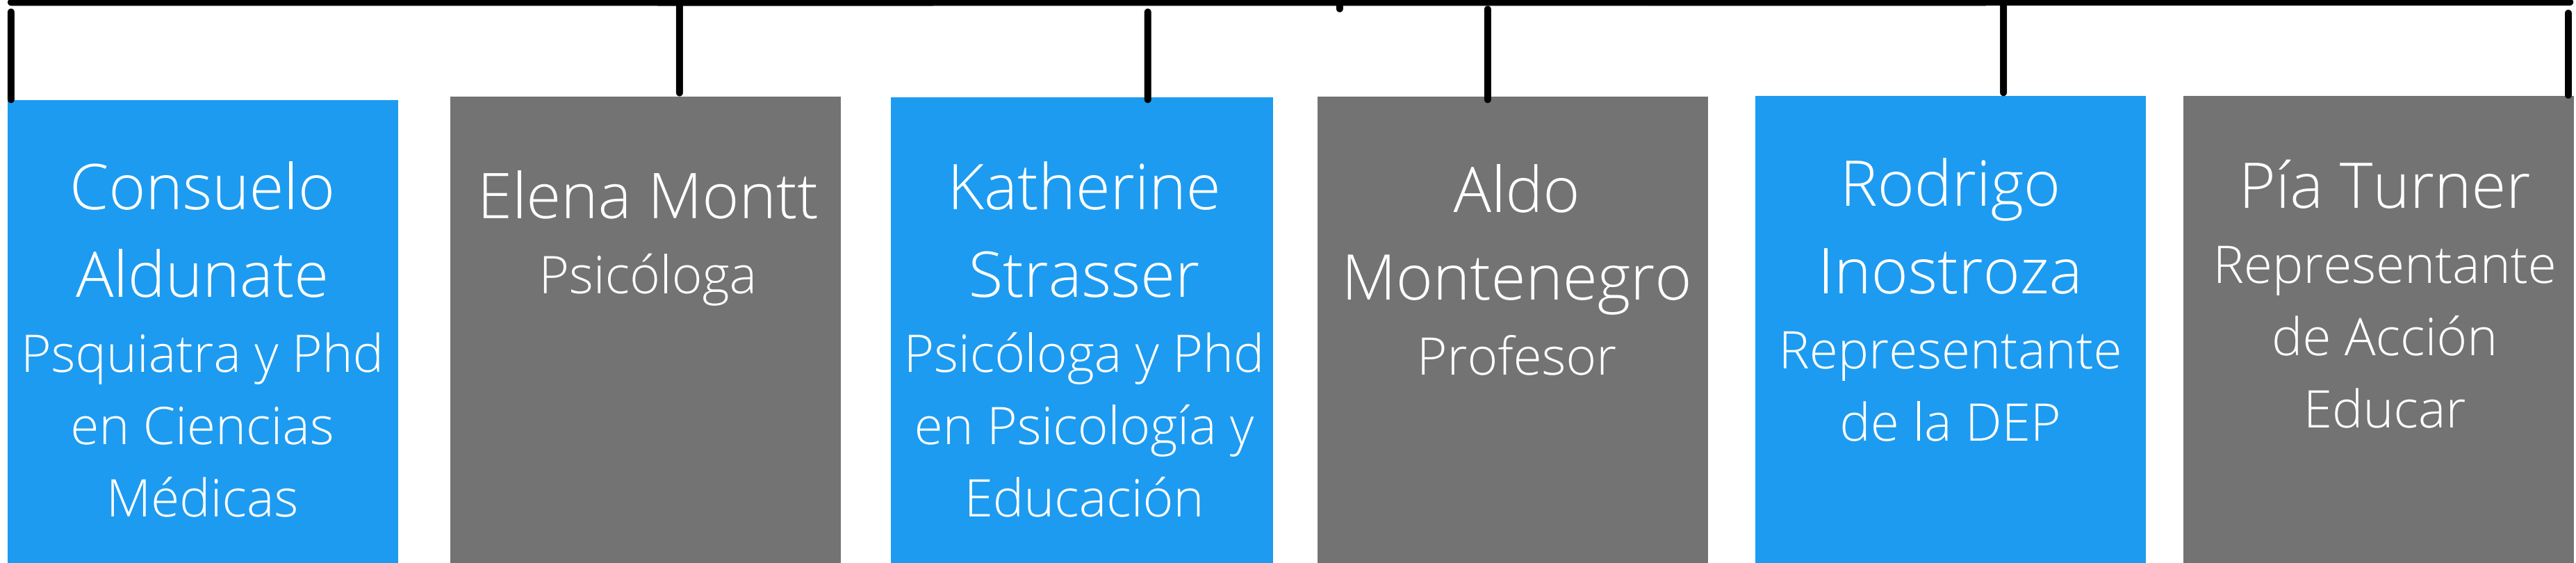 Consuelo
Aldunate
Psquiatra y Phd
en Ciencias
Médicas
Elena Montt
Psicóloga
Katherine
Strasser
Psicóloga y Phd
en Psicología y
Educación
Aldo
Montenegro
Profesor
Rodrigo
Inostroza
Representante
de la DEP
Pía Turner
Representante
de Acción
Educar